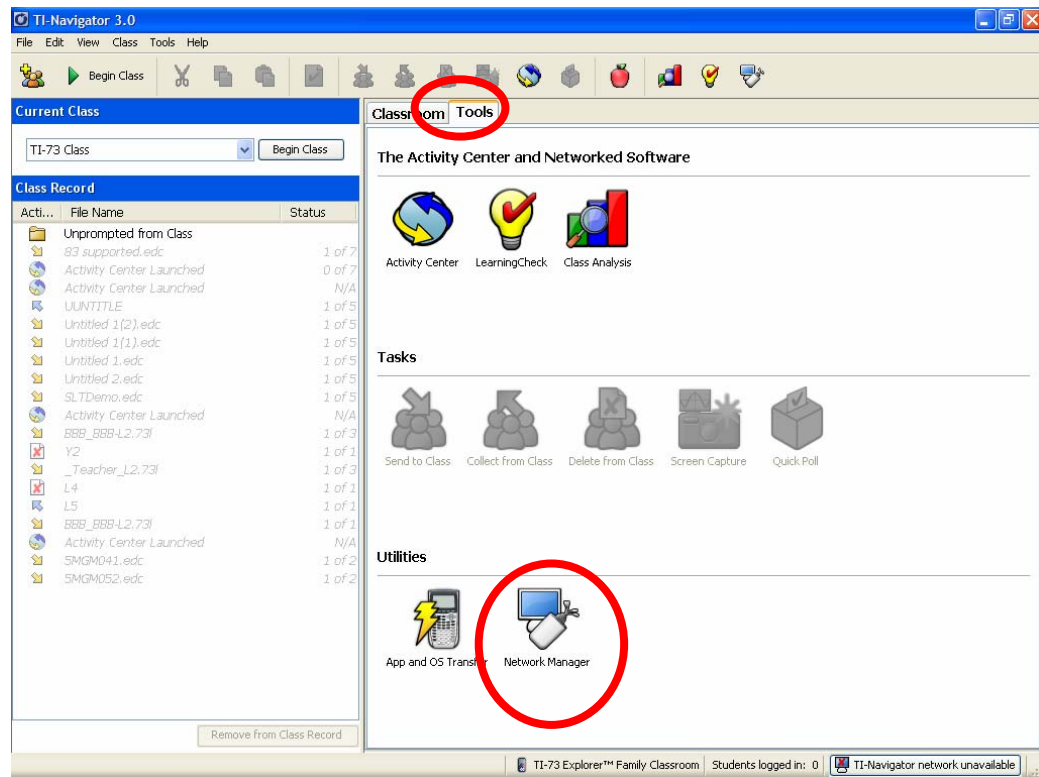 TI-Navigator 3.0
File Edit View Class Tools Help
Begin Class
Current Class
TI-73 Class Begin Class
Class Record
Acti... File Name Status
Unprompted from Class
83 supported.edc 1 of 7
Activity Center Launched 0 of 7
Activity Center Launched N/A
UUNTITLE 1 of 5
Untitled 1(2).edc 1 of 5
Untitled 1(1).edc 1 of 5
Untitled 1.edc 1 of 5
Untitled 2.edc 1 of 5
SLTDemo.edc 1 of 5
Activity Center Launched N/A
BBB_BBB-L2.73l 1 of 3
Y2 1 of 1
_Teacher_L2.73l 1 of 3
L4 1 of 1
L5 1 of 1
BBB_BBB-L2.73l 1 of 1
Activity Center Launched N/A
SMGM041.edc 1 of 2
SMGM052.edc 1 of 2
Remove from Class Record
Classroom Tools
The Activity Center and Networked Software
Activity Center LearningCheck Class Analysis
Tasks
Send to Class Collect from Class Delete from Class Screen Capture Quick Poll
Utilities
App and OS Transfer Network Manager
TI-73 Explorer™ Family Classroom Students logged in: 0 TI-Navigator network unavailable